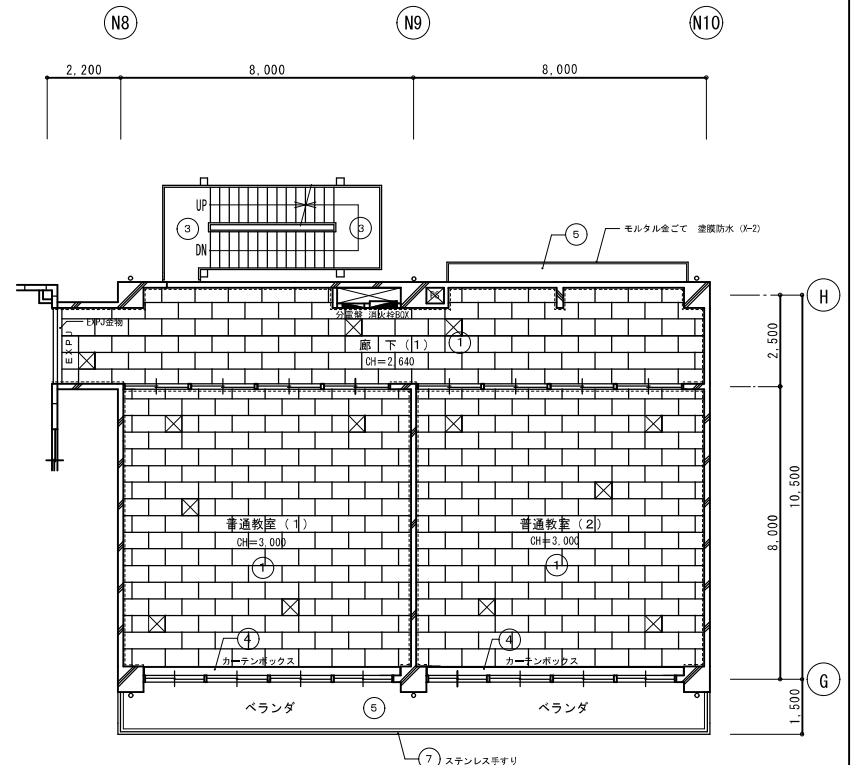 N8
N9
N10
2,200
8,000
8,000
UP
DN
3
3
5
モルタル金ごて 塗膜防水 (X-2)
H
EXPJ金物
EXPJ
分電盤 消火栓BOX
廊 下 (1)
1
CH=2,640
2,500
普通教室 (1)
CH=3,000
1
普通教室 (2)
CH=3,000
1
8,000
10,500
4
カーテンボックス
4
カーテンボックス
G
ベランダ
5
ベランダ
1,500
7
ステンレス手すり